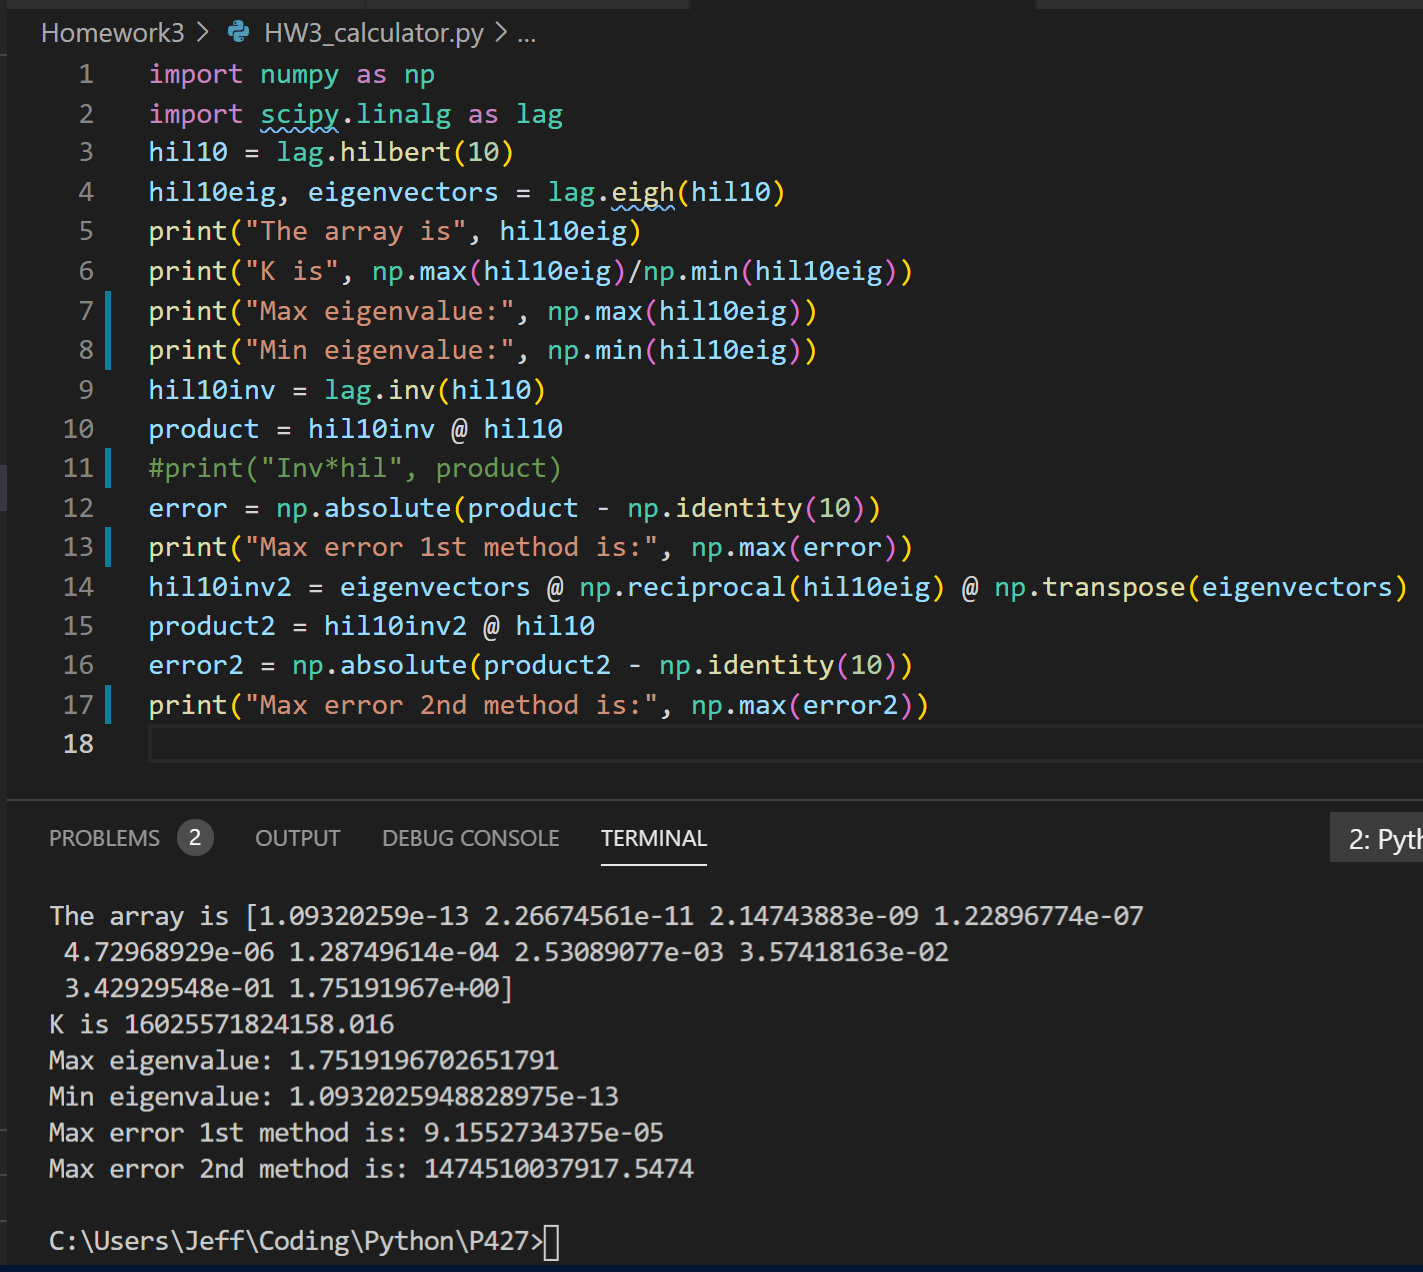 Homework3 > HW3_calculator.py > ...
1 import numpy as np
2 import scipy.linalg as lag
3 hil10 = lag.hilbert(10)
4 hil10eig, eigenvectors = lag.eigh(hil10)
5 print("The array is", hil10eig)
6 print("K is", np.max(hil10eig)/np.min(hil10eig))
7 print("Max eigenvalue:", np.max(hil10eig))
8 print("Min eigenvalue:", np.min(hil10eig))
9 hil10inv = lag.inv(hil10)
10 product = hil10inv @ hil10
11 #print("Inv*hil", product)
12 error = np.absolute(product - np.identity(10))
13 print("Max error 1st method is:", np.max(error))
14 hil10inv2 = eigenvectors @ np.reciprocal(hil10eig) @ np.transpose(eigenvectors)
15 product2 = hil10inv2 @ hil10
16 error2 = np.absolute(product2 - np.identity(10))
17 print("Max error 2nd method is:", np.max(error2))
18
PROBLEMS 2 OUTPUT DEBUG CONSOLE TERMINAL 2: Pyth
The array is [1.09320259e-13 2.26674561e-11 2.14743883e-09 1.22896774e-07
4.72968929e-06 1.28749614e-04 2.53089077e-03 3.57418163e-02
3.42929548e-01 1.75191967e+00]
K is 16025571824158.016
Max eigenvalue: 1.7519196702651791
Min eigenvalue: 1.0932025948828975e-13
Max error 1st method is: 9.1552734375e-05
Max error 2nd method is: 1474510037917.5474
C:\Users\Jeff\Coding\Python\P427>